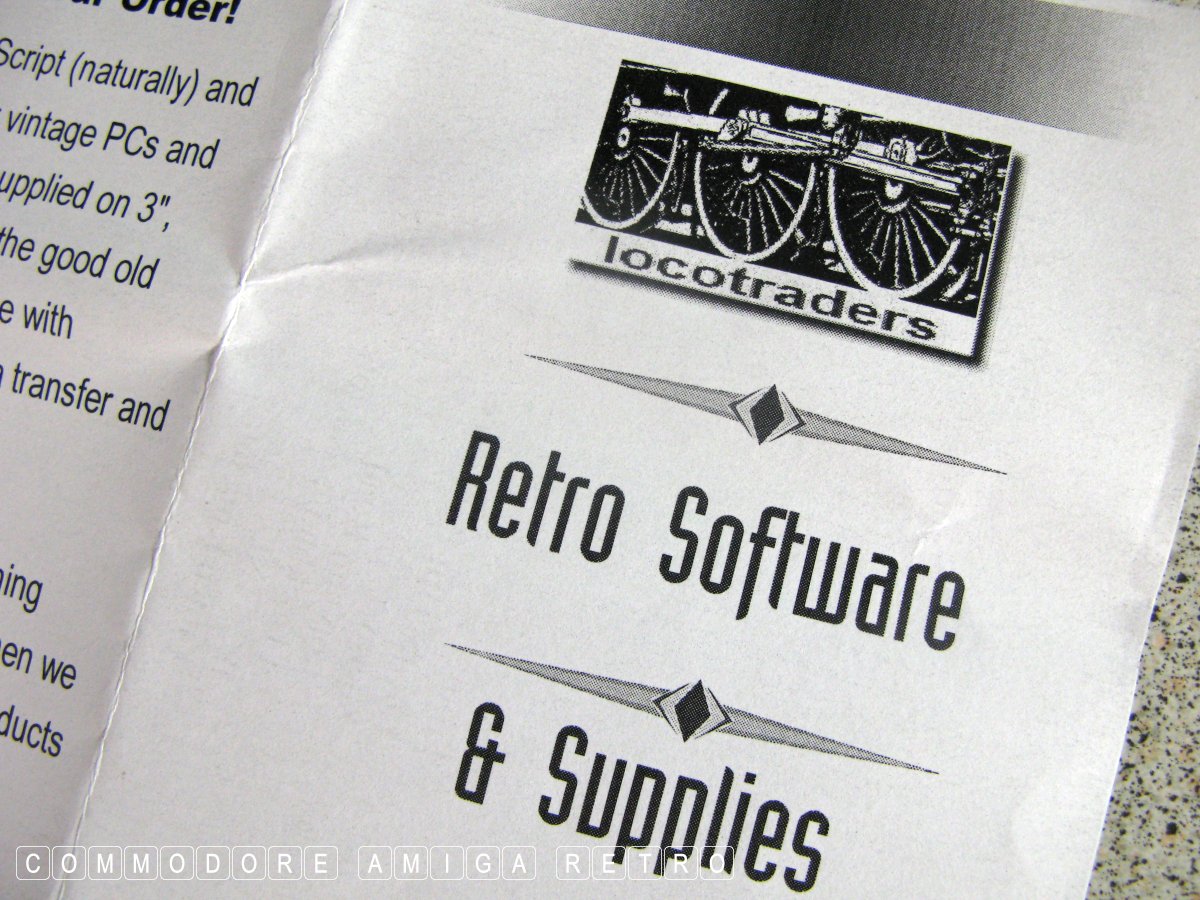 ur Order!
Script (naturally) and
vintage PCs and
upplied on 3",
the good old
e with
transfer and
ning
en we
ducts
locotraders
Retro Software
& Supplies
COMMODORE AMIGA RETRO